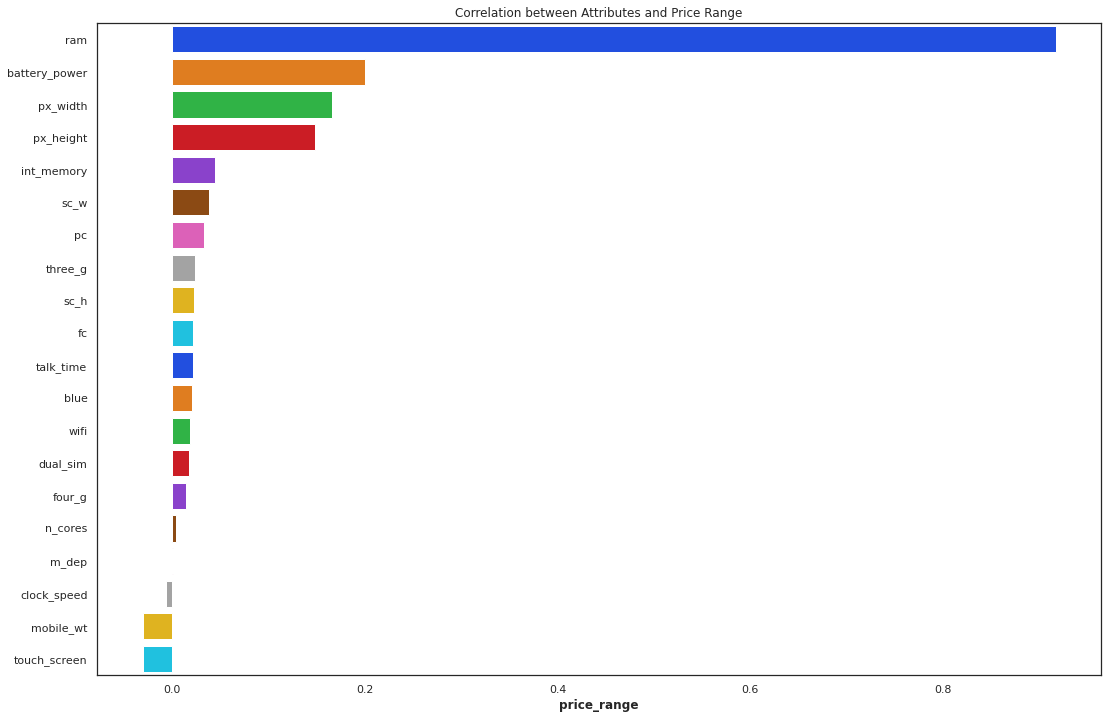 Correlation between Attributes and Price Range
ram
battery_power
px_width
px_height
int_memory
sc_w
pc
three_g
sc_h
fc
talk_time
blue
wifi
dual_sim
four_g
n_cores
m_dep
clock_speed
mobile_wt
touch_screen
0.0 0.2 0.4 0.6 0.8
price_range